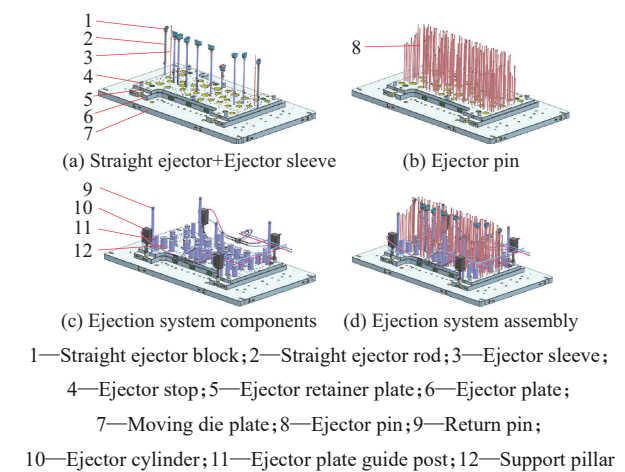 1
2
3
4
5
6
7
8
(a) Straight ejector+Ejector sleeve
(b) Ejector pin
9
10
11
12
(c) Ejection system components
(d) Ejection system assembly
1—Straight ejector block;2—Straight ejector rod;3—Ejector sleeve;
4—Ejector stop;5—Ejector retainer plate;6—Ejector plate;
7—Moving die plate;8—Ejector pin;9—Return pin;
10—Ejector cylinder;11—Ejector plate guide post;12—Support pillar